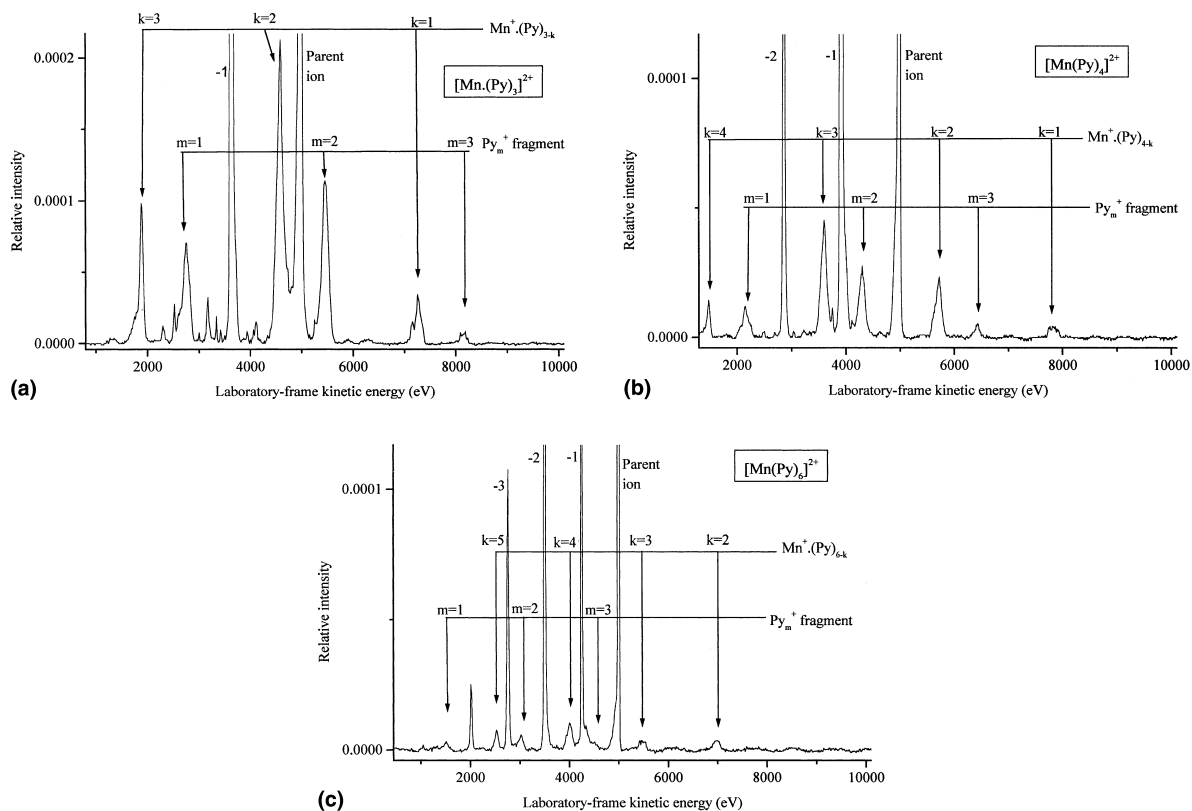 k=3
k=2
k=1
Mn⁺.(Py)₃₋ₖ
-1
Parent
ion
[Mn.(Py)₃]²⁺
m=1
m=2
m=3
Pyₘ⁺ fragment
0.0002
0.0001
0.0000
Relative intensity
2000
4000
6000
8000
10000
Laboratory-frame kinetic energy (eV)
(a)
-2
-1
Parent
ion
[Mn(Py)₄]²⁺
k=4
k=3
k=2
k=1
Mn⁺.(Py)₄₋ₖ
m=1
m=2
m=3
Pyₘ⁺ fragment
0.0001
0.0000
Relative intensity
2000
4000
6000
8000
10000
Laboratory-frame kinetic energy (eV)
(b)
-3
-2
-1
Parent
ion
[Mn(Py)₆]²⁺
k=5
k=4
k=3
k=2
Mn⁺.(Py)₆₋ₖ
m=1
m=2
m=3
Pyₘ⁺ fragment
0.0001
0.0000
Relative intensity
2000
4000
6000
8000
10000
Laboratory-frame kinetic energy (eV)
(c)